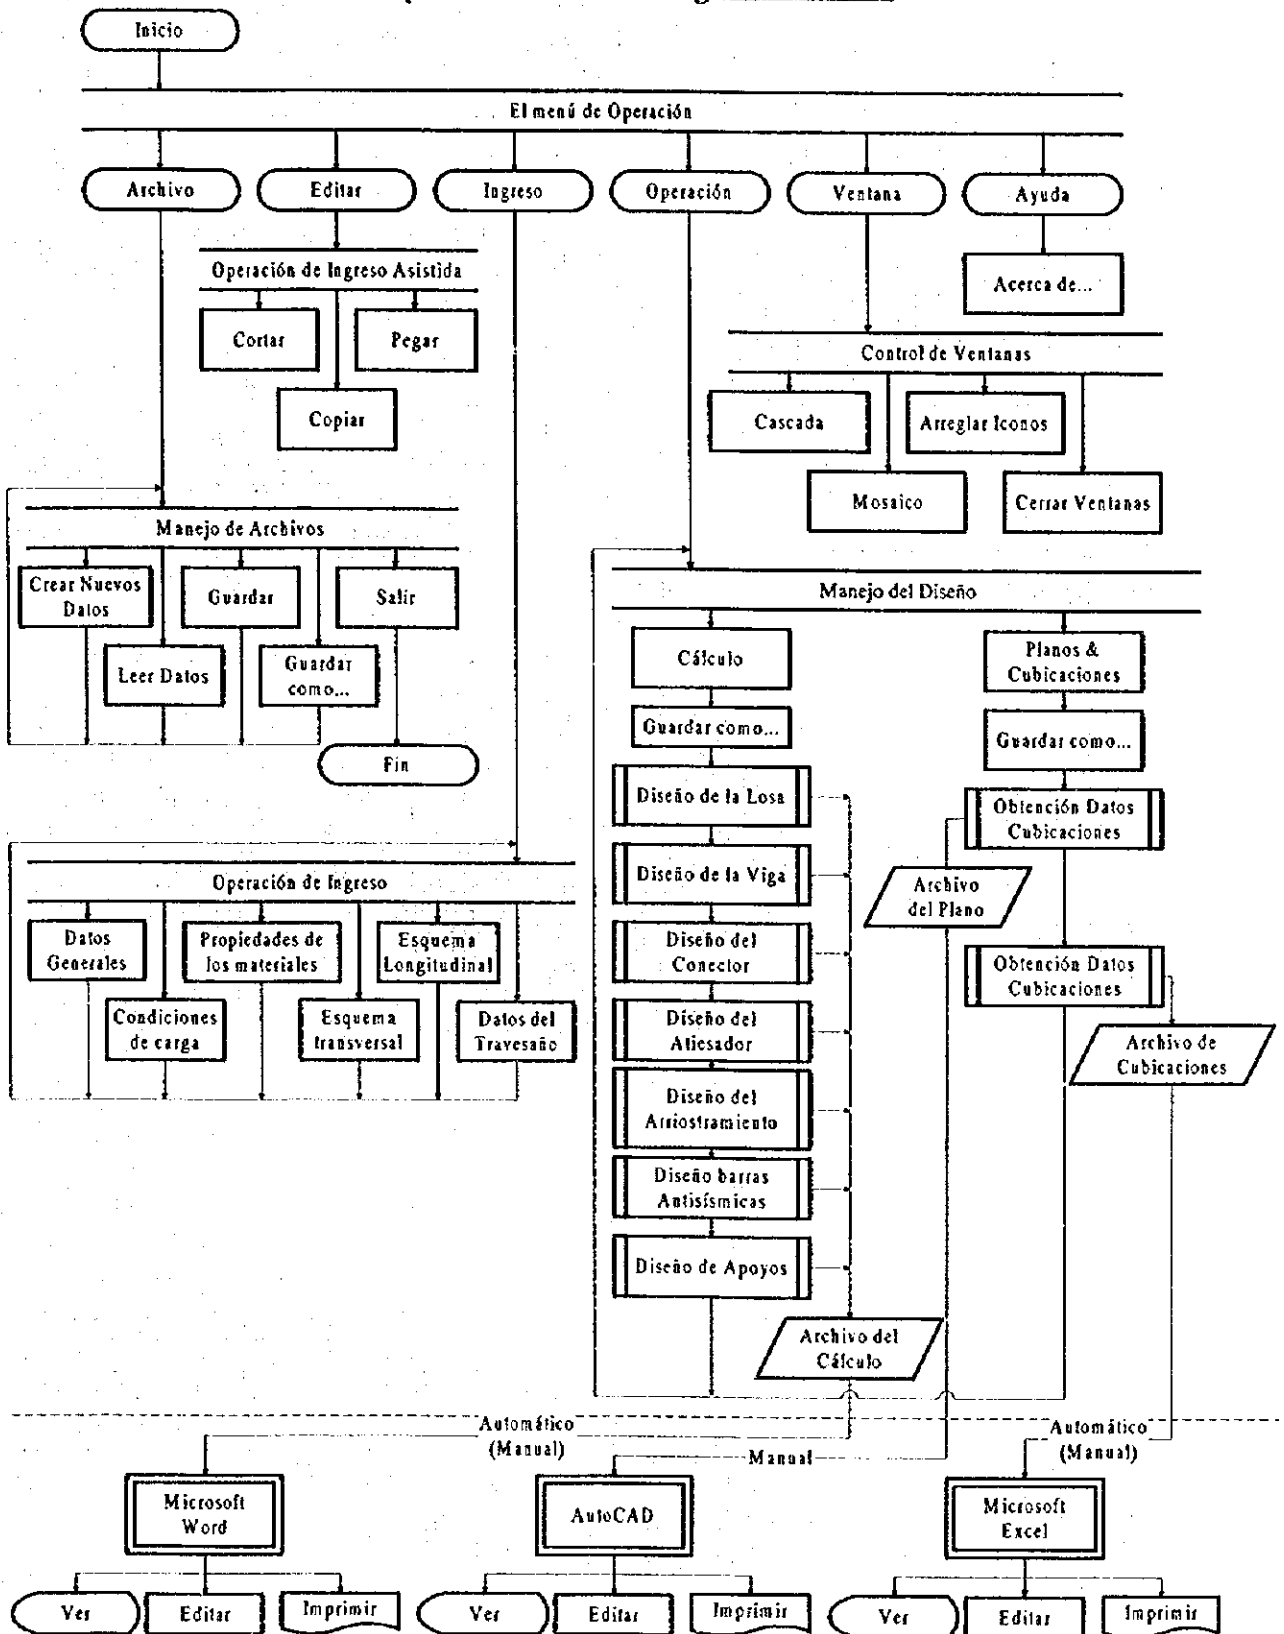 Inicio
El menú de Operación
Archivo
Editar
Ingreso
Operación
Ventana
Ayuda
Operación de Ingreso Asistida
Cortar
Pegar
Copiar
Acerca de...
Control de Ventanas
Cascada
Arreglar Iconos
Mosaico
Cerrar Ventanas
Manejo de Archivos
Crear Nuevos
Datos
Guardar
Salir
Leer Datos
Guardar
como...
Fin
Manejo del Diseño
Cálculo
Guardar como...
Diseño de la Losa
Diseño de la Viga
Diseño del
Conector
Diseño del
Atiesador
Diseño del
Arriostramiento
Diseño barras
Antisísmicas
Diseño de Apoyos
Archivo del
Cálculo
Planos &
Cubicaciones
Guardar como...
Obtención Datos
Cubicaciones
Archivo
del Plano
Obtención Datos
Cubicaciones
Archivo de
Cubicaciones
Operación de Ingreso
Datos
Generales
Propiedades de
los materiales
Esquema
Longitudinal
Condiciones
de carga
Esquema
transversal
Datos del
Travesaño
Automático
(Manual)
Manual
Automático
(Manual)
Microsoft
Word
AutoCAD
Microsoft
Excel
Ver
Editar
Imprimir
Ver
Editar
Imprimir
Ver
Editar
Imprimir